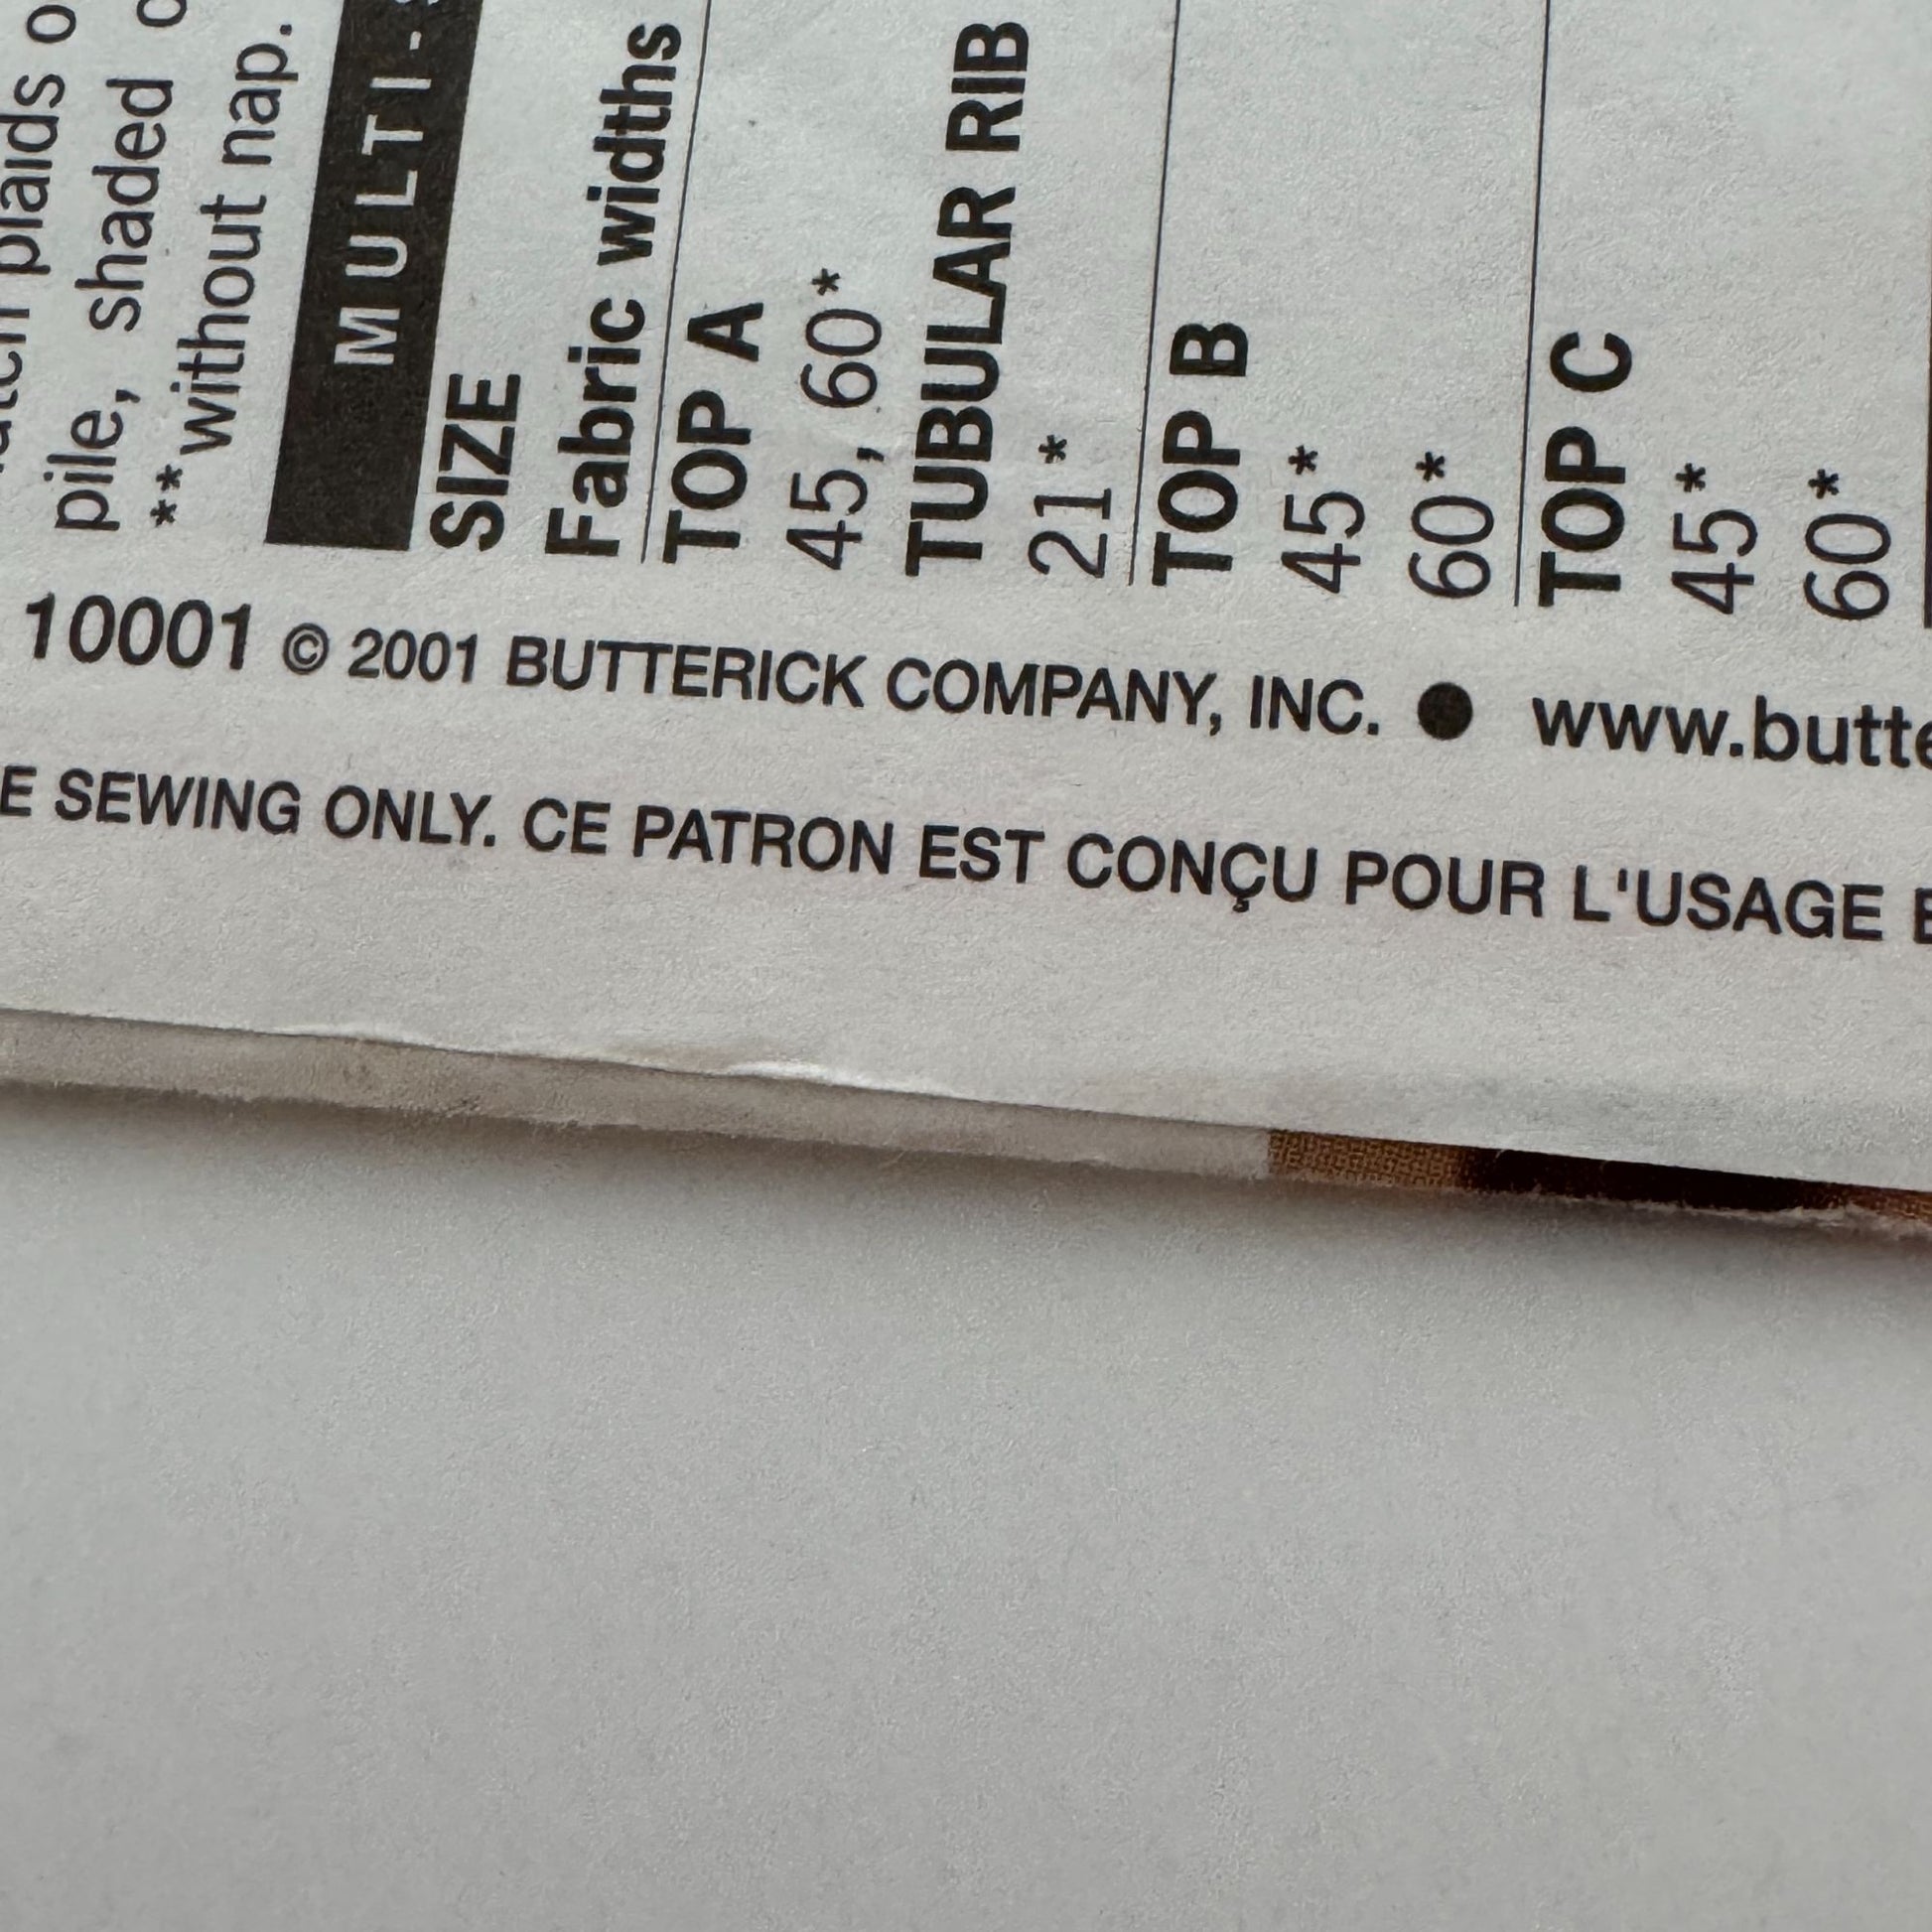 plaids
pile, shaded
**without nap.
MULTI-
SIZE
Fabric widths
TOP A
45, 60*
TUBULAR RIB
21*
TOP B
45*
60*
TOP C
45*
60*
10001 © 2001 BUTTERICK COMPANY, INC. ● www.butte
E SEWING ONLY. CE PATRON EST CONÇU POUR L'USAGE